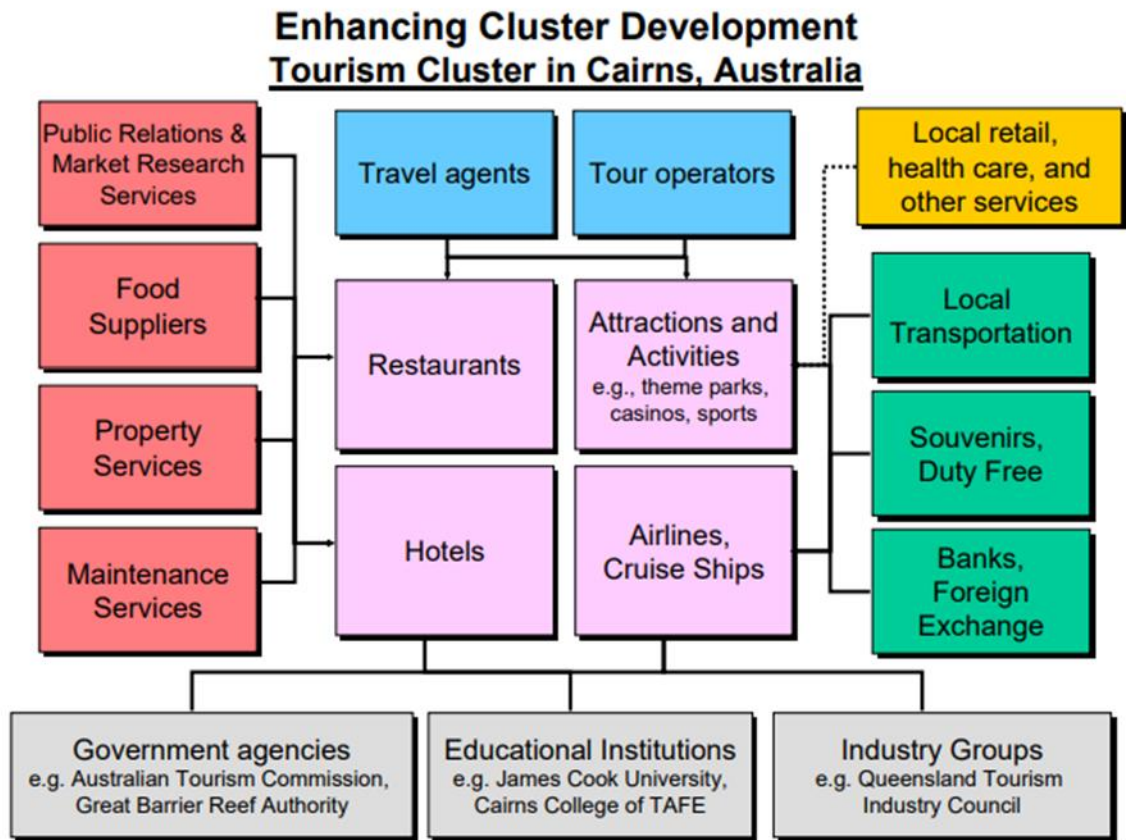 Enhancing Cluster Development
Tourism Cluster in Cairns, Australia
Public Relations &
Market Research
Services
Travel agents
Tour operators
Local retail,
health care, and
other services
Food
Suppliers
Restaurants
Attractions and
Activities
e.g., theme parks,
casinos, sports
Local
Transportation
Property
Services
Souvenirs,
Duty Free
Maintenance
Services
Hotels
Airlines,
Cruise Ships
Banks,
Foreign
Exchange
Government agencies
e.g. Australian Tourism Commission,
Great Barrier Reef Authority
Educational Institutions
e.g. James Cook University,
Cairns College of TAFE
Industry Groups
e.g. Queensland Tourism
Industry Council